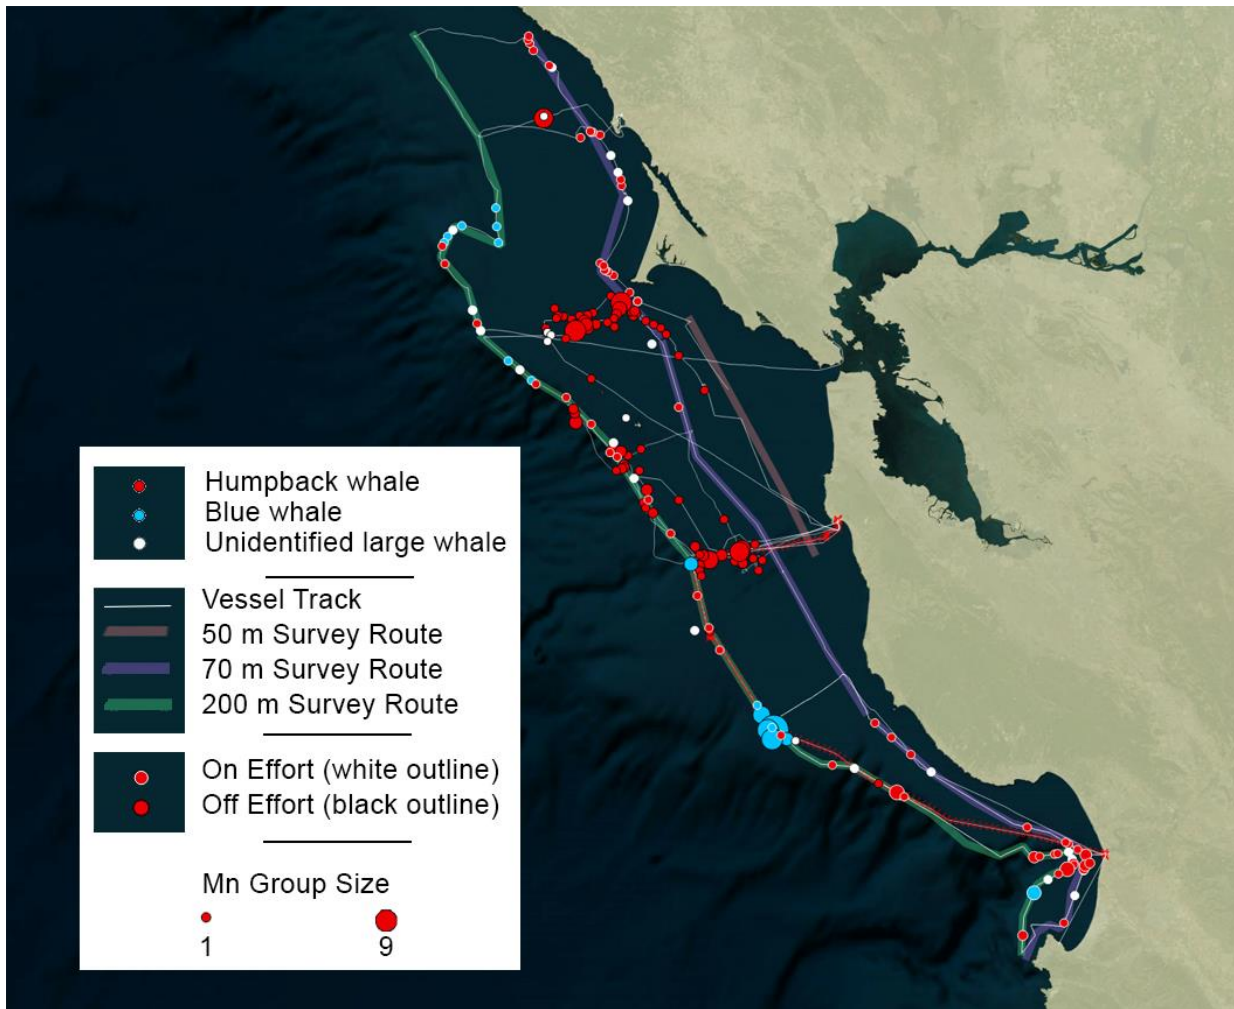 Humpback whale
Blue whale
Unidentified large whale
Vessel Track
50 m Survey Route
70 m Survey Route
200 m Survey Route
On Effort (white outline)
Off Effort (black outline)
Mn Group Size
1 9